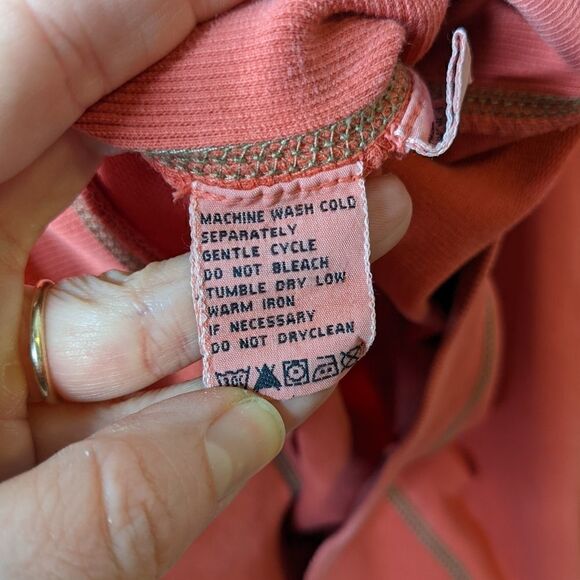 MACHINE WASH COLD
SEPARATELY
GENTLE CYCLE
DO NOT BLEACH
TUMBLE DRY LOW
WARM IRON
IF NECESSARY
DO NOT DRYCLEAN